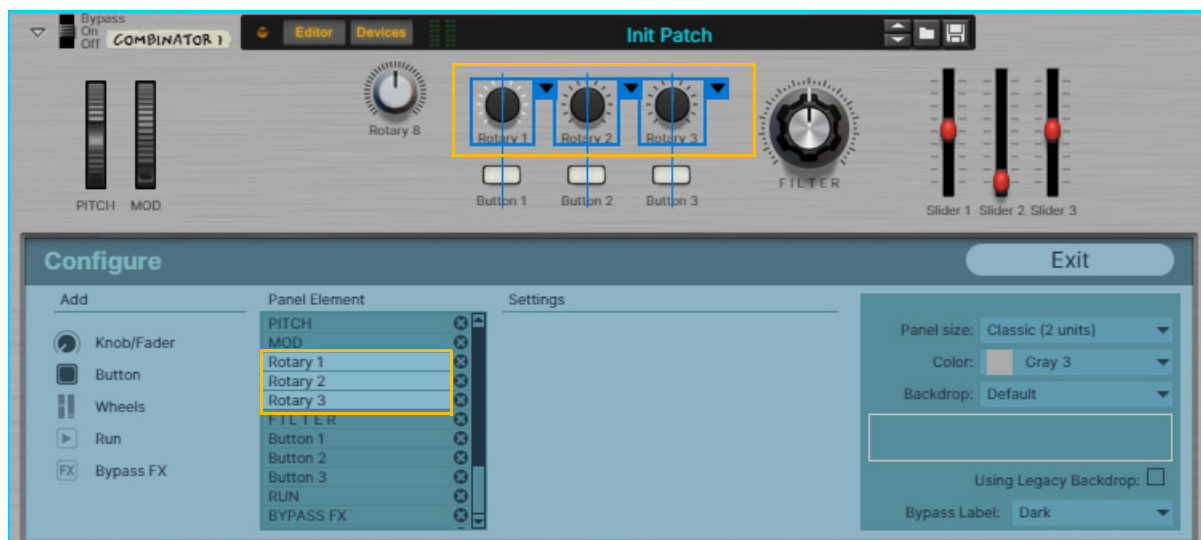 Bypass
On
Off
COMBINATOR 1
Editor
Devices
Init Patch
Rotary 8
Rotary 1
Rotary 2
Rotary 3
FILTER
PITCH
MOD
Button 1
Button 2
Button 3
Slider 1
Slider 2
Slider 3
Configure
Exit
Add
Knob/Fader
Button
Wheels
Run
FX
Bypass FX
Panel Element
PITCH
MOD
Rotary 1
Rotary 2
Rotary 3
FILTER
Button 1
Button 2
Button 3
RUN
BYPASS FX
Settings
Panel size: Classic (2 units)
Color: Gray 3
Backdrop: Default
Using Legacy Backdrop:
Bypass Label: Dark